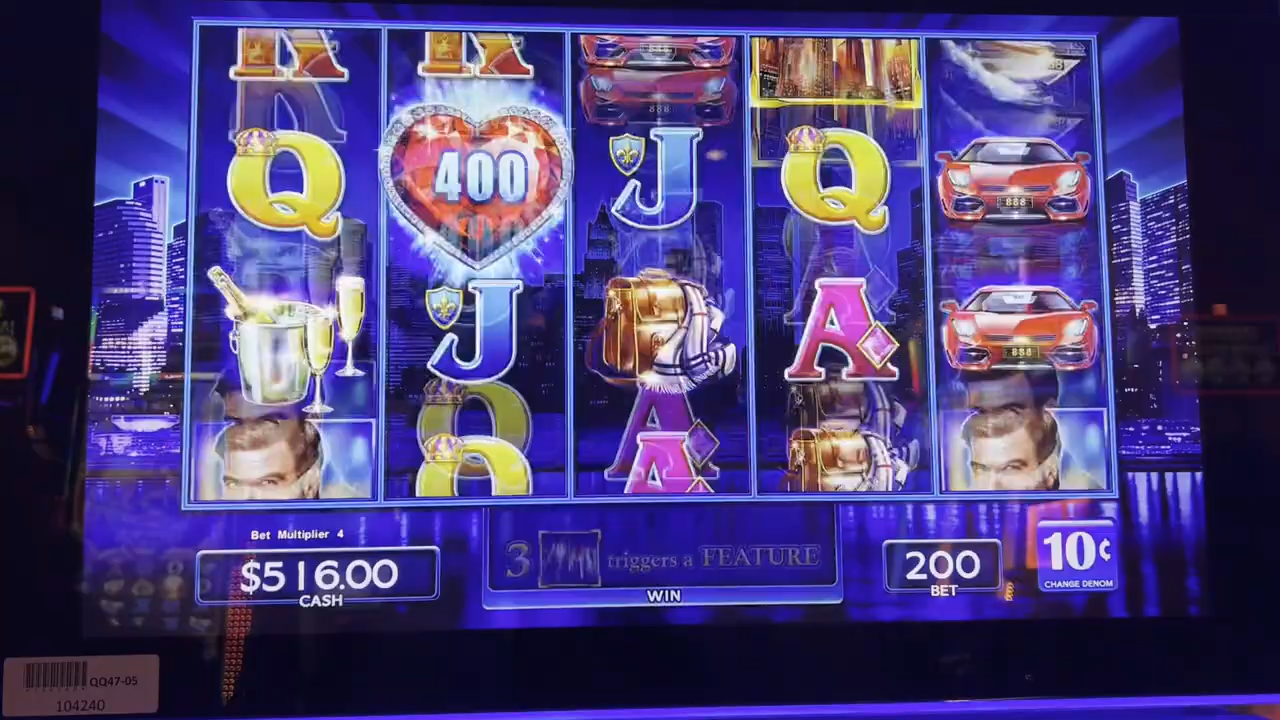 K K 888
888
Q 400 J Q 888
J A 888
Q A
Bet Multiplier 4
$516.00
CASH
3 triggers a FEATURE
WIN
200
BET
10¢
CHANGE DENOM
QQ47-05
104240